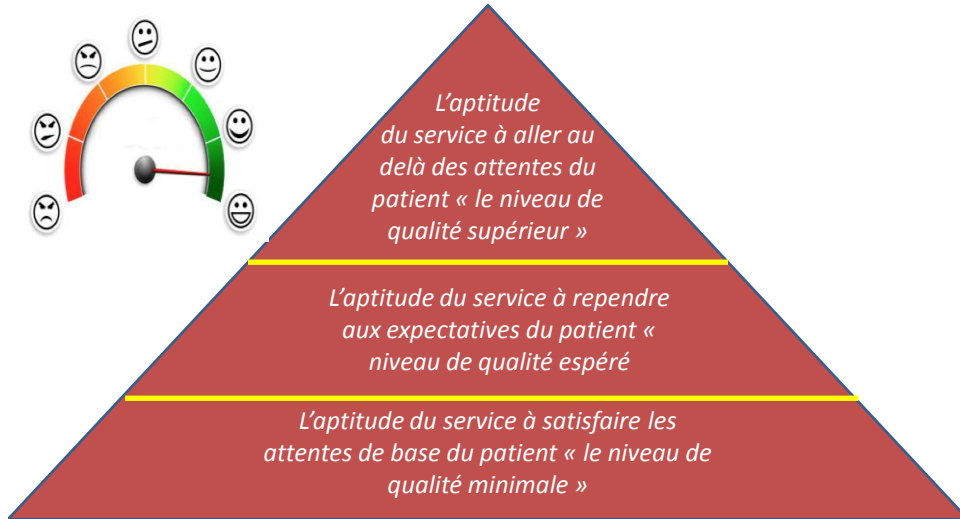 L'aptitude
du service à aller au
delà des attentes du
patient « le niveau de
qualité supérieur »
L'aptitude du service à rependre
aux expectatives du patient «
niveau de qualité espéré
L'aptitude du service à satisfaire les
attentes de base du patient « le niveau de
qualité minimale »